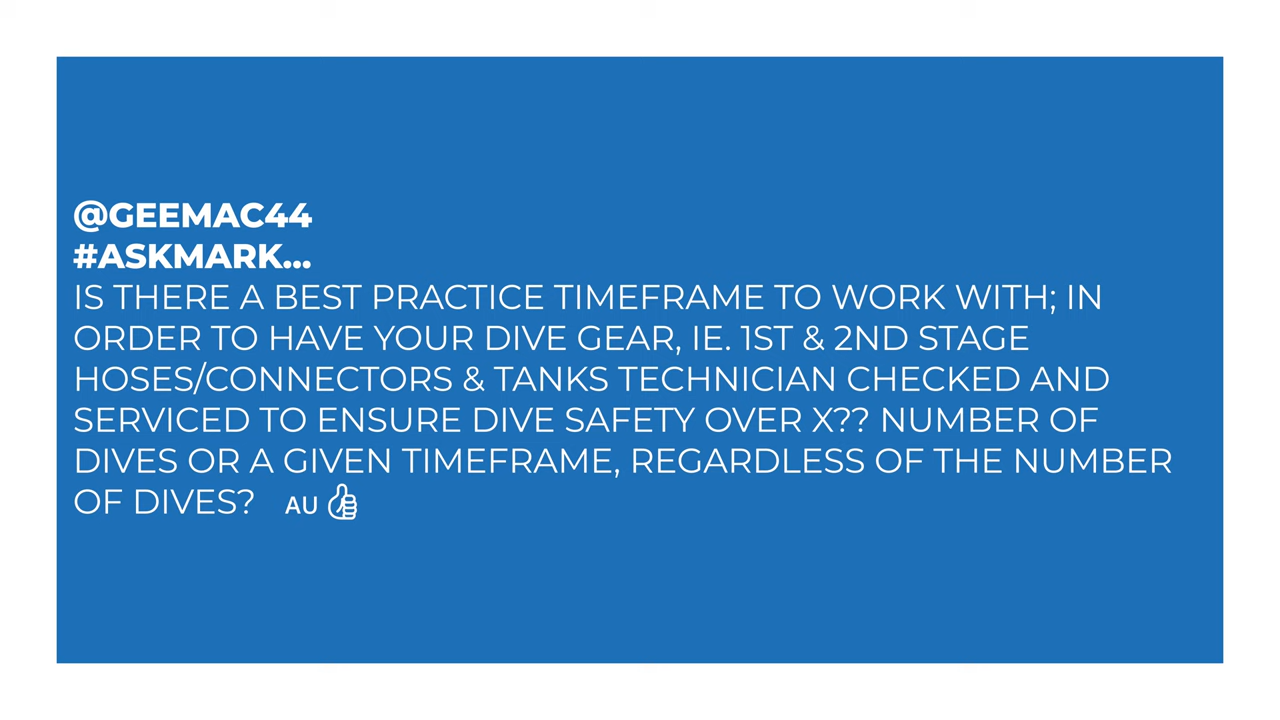 @GEEMAC44
#ASKMARK...
IS THERE A BEST PRACTICE TIMEFRAME TO WORK WITH; IN
ORDER TO HAVE YOUR DIVE GEAR, IE. 1ST & 2ND STAGE
HOSES/CONNECTORS & TANKS TECHNICIAN CHECKED AND
SERVICED TO ENSURE DIVE SAFETY OVER X?? NUMBER OF
DIVES OR A GIVEN TIMEFRAME, REGARDLESS OF THE NUMBER
OF DIVES? AU 👍